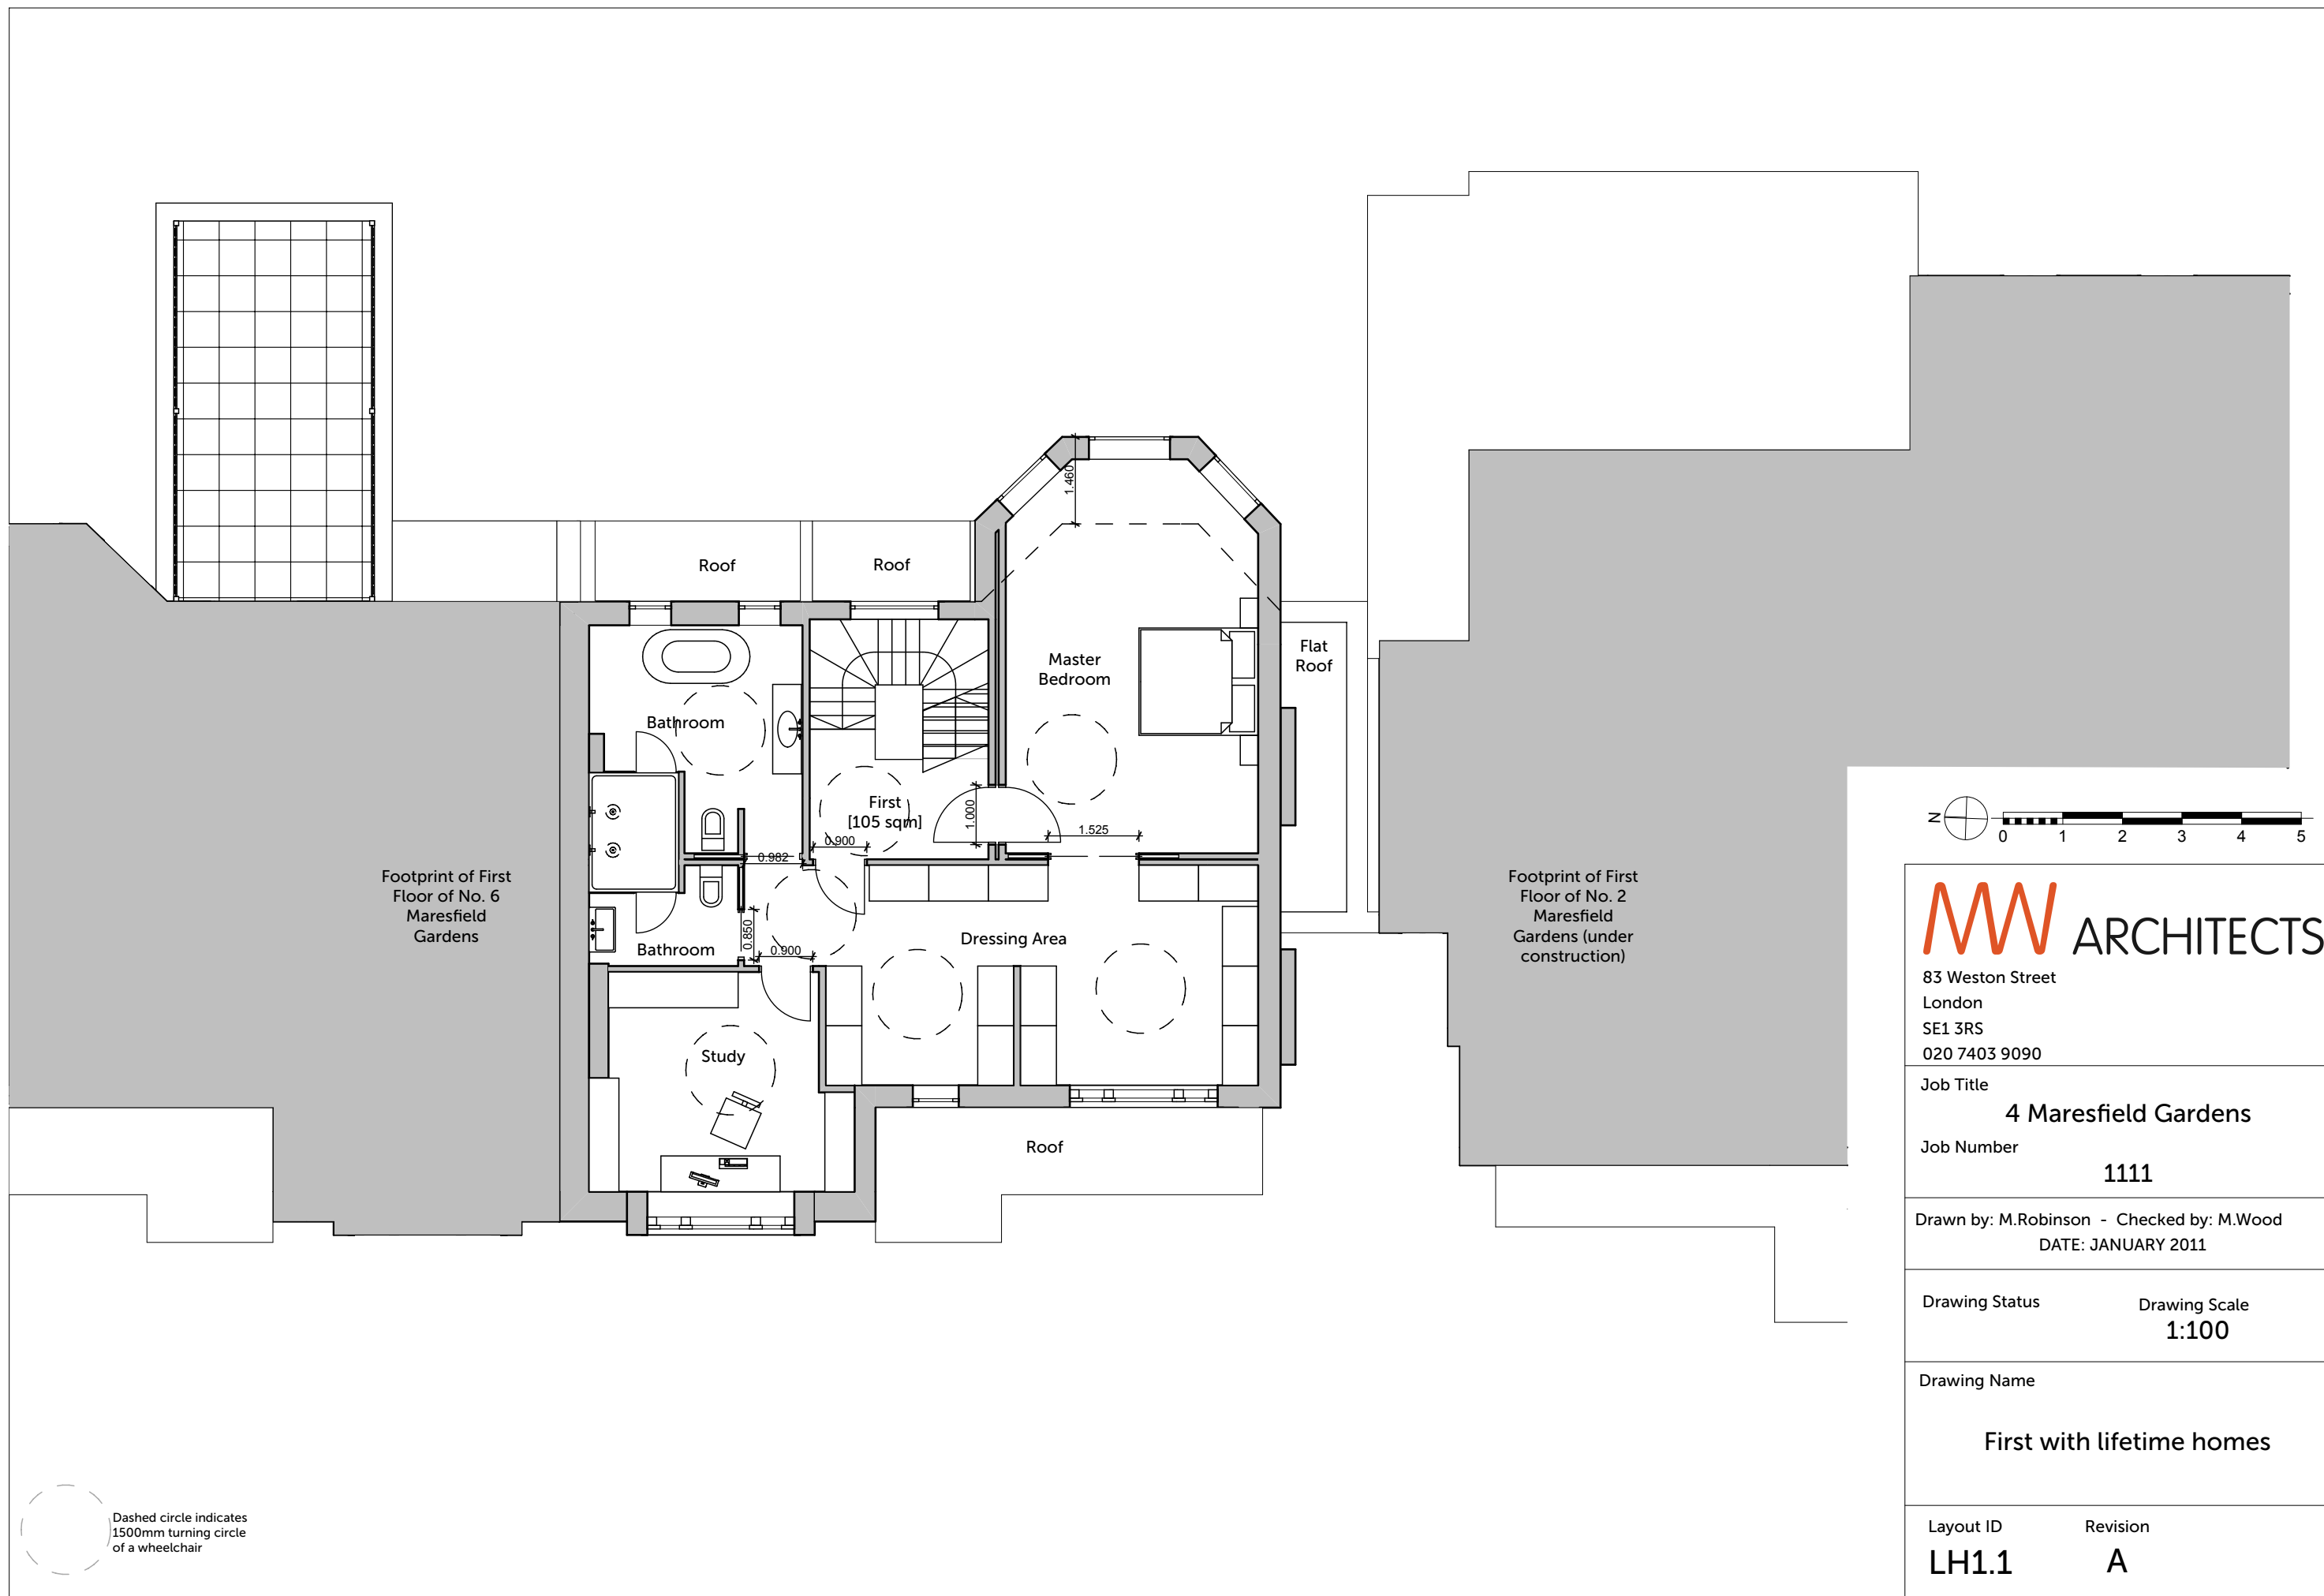 1.460
Roof
Roof
Flat
Roof
Master
Bedroom
Bathroom
First
[105 sqm]
1.000
1.525
0.900
0.982
Footprint of First
Floor of No. 6
Maresfield
Gardens
0.850
Bathroom
0.900
Dressing Area
Footprint of First
Floor of No. 2
Maresfield
Gardens (under
construction)
Study
Roof
N
0 1 2 3 4 5
MW ARCHITECTS
83 Weston Street
London
SE1 3RS
020 7403 9090
Job Title
4 Maresfield Gardens
Job Number
1111
Drawn by: M.Robinson - Checked by: M.Wood
DATE: JANUARY 2011
Drawing Status
Drawing Scale
1:100
Drawing Name
First with lifetime homes
Layout ID
Revision
LH1.1
A
Dashed circle indicates
1500mm turning circle
of a wheelchair